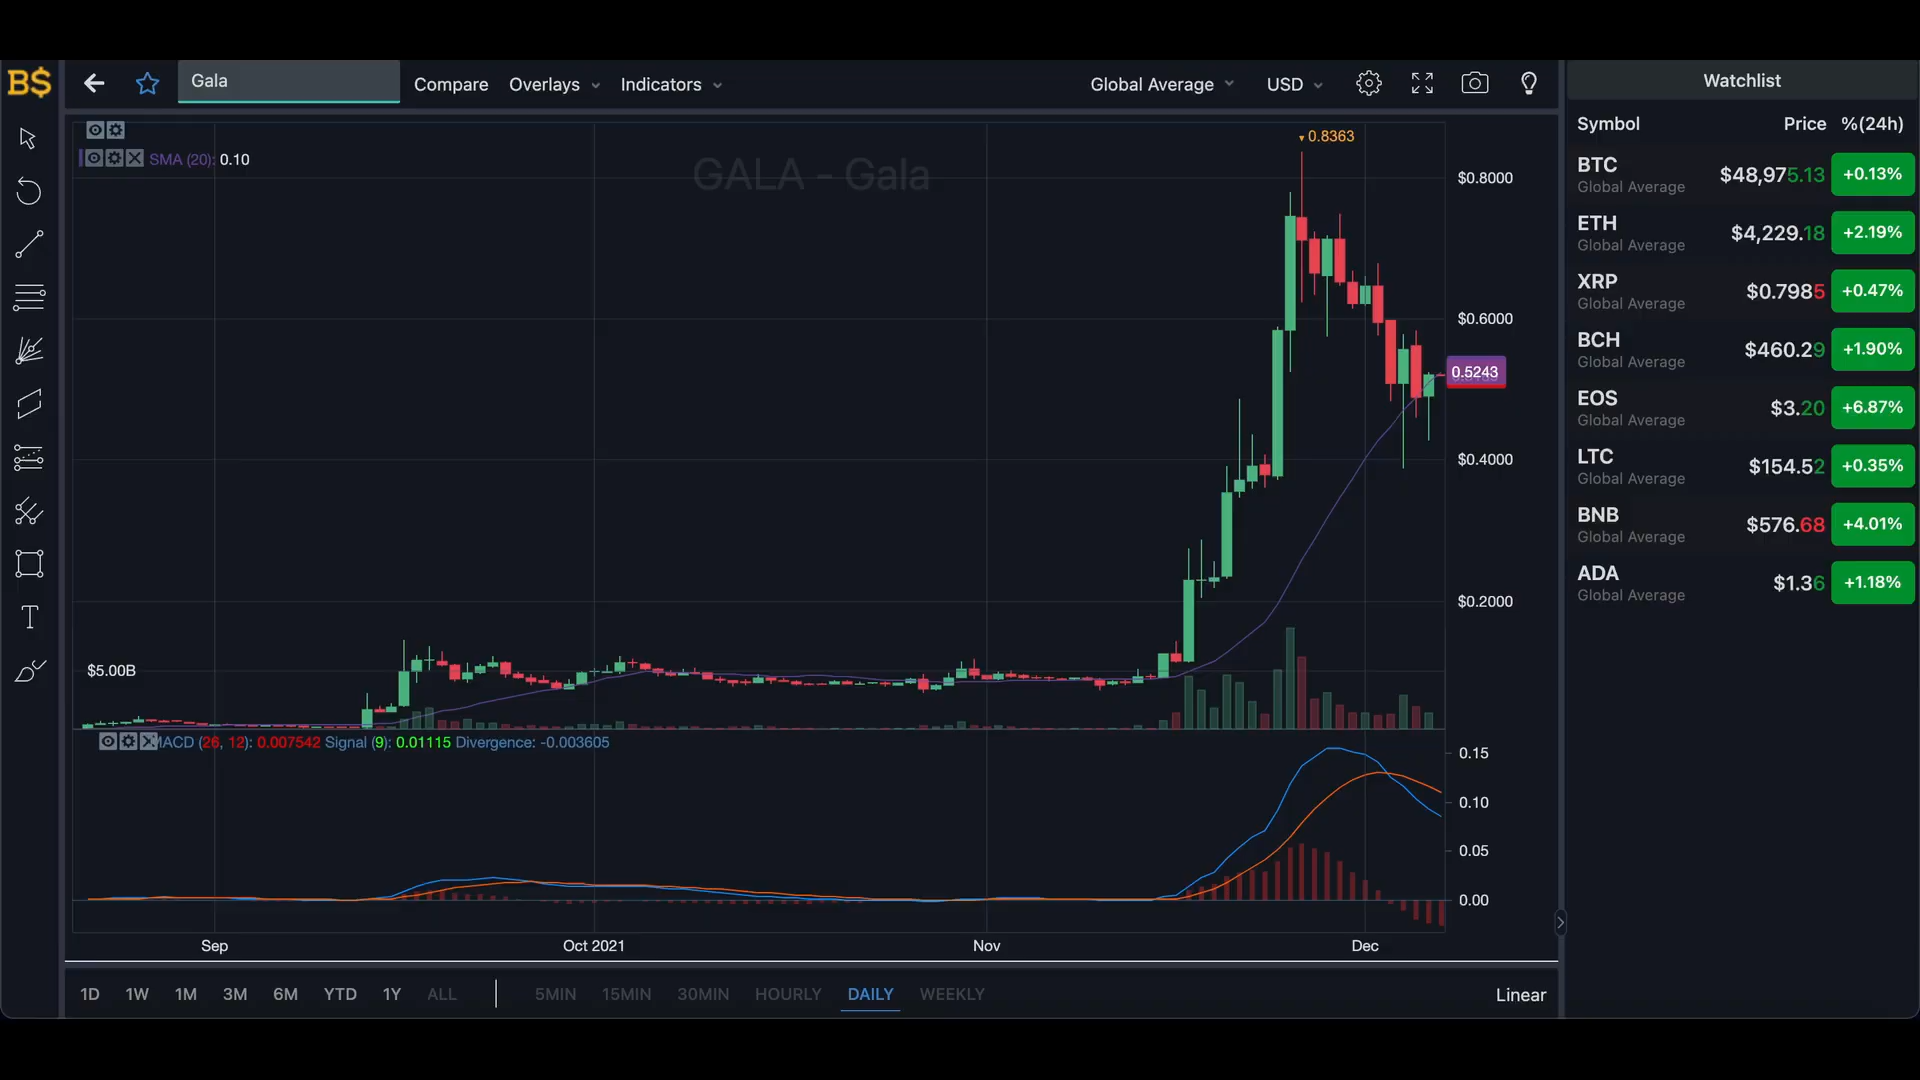 B$
Gala
Compare
Overlays
Indicators
Global Average
USD
SMA (20): 0.10
GALA - Gala
0.8363
$0.8000
$0.6000
0.5243
$0.4000
$0.2000
$5.00B
MACD (26, 12): 0.007542 Signal (9): 0.01115 Divergence: -0.003605
0.15
0.10
0.05
0.00
Sep
Oct 2021
Nov
Dec
1D 1W 1M 3M 6M YTD 1Y ALL
5MIN 15MIN 30MIN HOURLY DAILY WEEKLY
Linear
Watchlist
Symbol Price %(24h)
BTC $48,975.13 +0.13%
Global Average
ETH $4,229.18 +2.19%
Global Average
XRP $0.7985 +0.47%
Global Average
BCH $460.29 +1.90%
Global Average
EOS $3.20 +6.87%
Global Average
LTC $154.52 +0.35%
Global Average
BNB $576.68 +4.01%
Global Average
ADA $1.36 +1.18%
Global Average